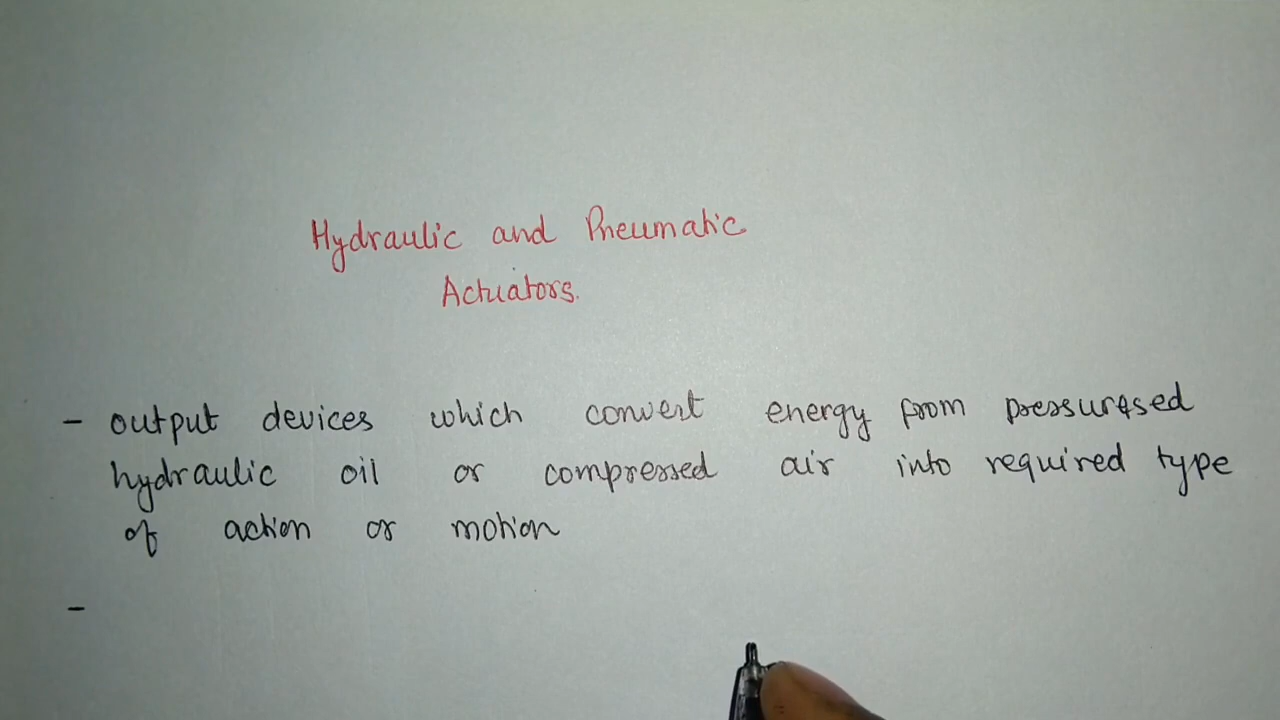 Hydraulic and Pneumatic
Actuators.
- output devices which convert energy from pressurised
hydraulic oil or compressed air into required type
of action or motion
-